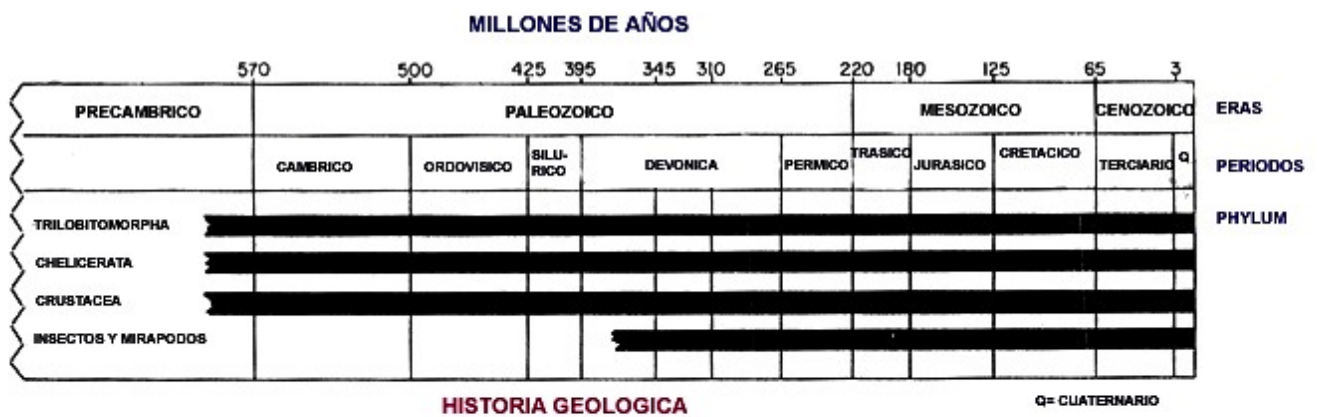 MILLONES DE AÑOS
570 500 425 395 345 310 265 220 180 125 65 3
PRECAMBRICO PALEOZOICO MESOZOICO CENOZOICO ERAS
CAMBRICO ORDOVISICO SILU-
RICO DEVONICA PERMICO TRASICO JURASICO CRETACICO TERCIARIO Q PERIODOS
TRILOBITOMORPHA PHYLUM
CHELICERATA
CRUSTACEA
INSECTOS Y MIRAPODOS
HISTORIA GEOLOGICA Q= CUATERNARIO